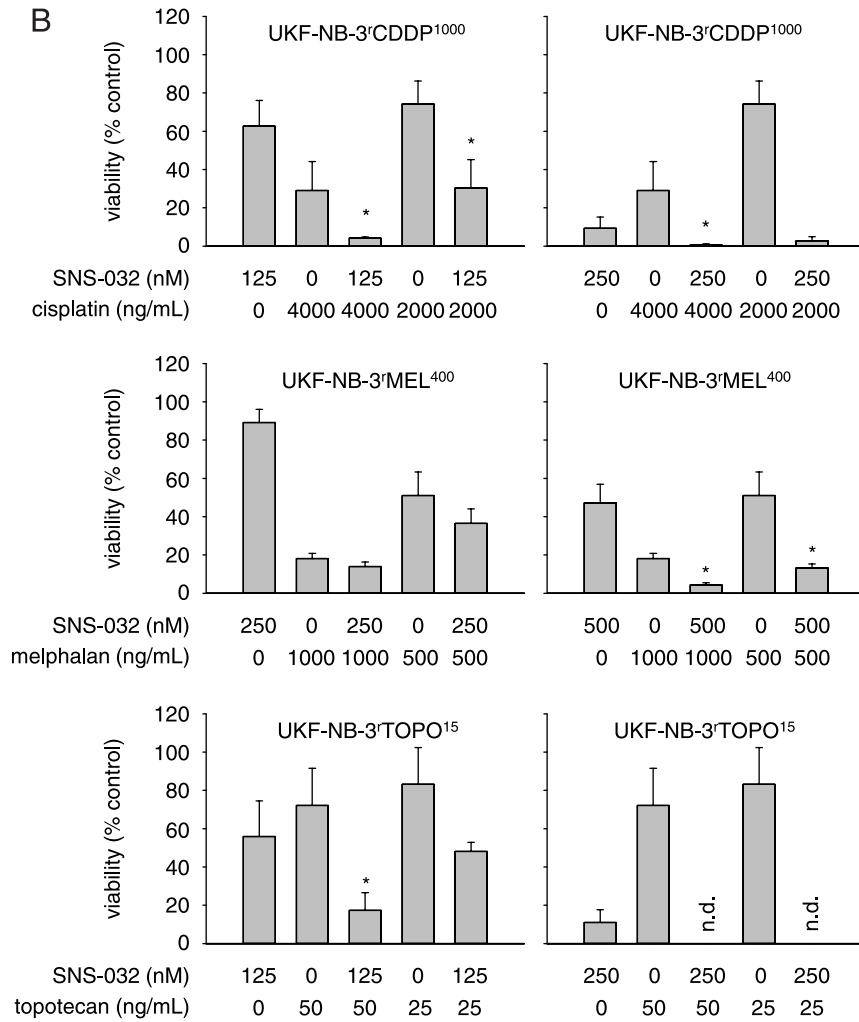 B
UKF-NB-3ʳCDDP¹⁰⁰⁰
UKF-NB-3ʳCDDP¹⁰⁰⁰
viability (% control)
120
100
80
60
40
20
0
*
*
*
SNS-032 (nM) 125 0 125 0 125 250 0 250 0 250
cisplatin (ng/mL) 0 4000 4000 2000 2000 0 4000 4000 2000 2000
UKF-NB-3ʳMEL⁴⁰⁰
UKF-NB-3ʳMEL⁴⁰⁰
viability (% control)
120
100
80
60
40
20
0
*
*
SNS-032 (nM) 250 0 250 0 250 500 0 500 0 500
melphalan (ng/mL) 0 1000 1000 500 500 0 1000 1000 500 500
UKF-NB-3ʳTOPO¹⁵
UKF-NB-3ʳTOPO¹⁵
viability (% control)
120
100
80
60
40
20
0
*
n.d.
n.d.
SNS-032 (nM) 125 0 125 0 125 250 0 250 0 250
topotecan (ng/mL) 0 50 50 25 25 0 50 50 25 25